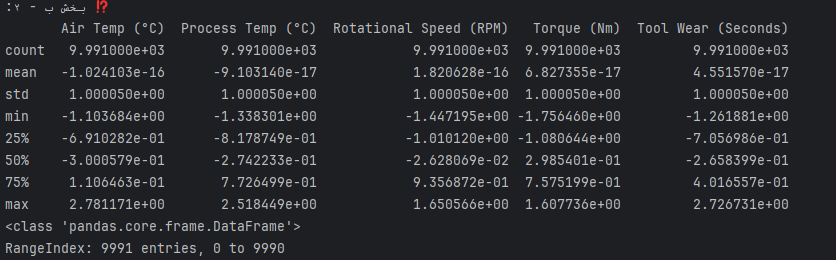 بخش ب - ۲: ⁉️
Air Temp (°C) Process Temp (°C) Rotational Speed (RPM) Torque (Nm) Tool Wear (Seconds)
count 9.991000e+03 9.991000e+03 9.991000e+03 9.991000e+03 9.991000e+03
mean -1.024103e-16 -9.103140e-17 1.820628e-16 6.827355e-17 4.551570e-17
std 1.000050e+00 1.000050e+00 1.000050e+00 1.000050e+00 1.000050e+00
min -1.103684e+00 -1.338301e+00 -1.447195e+00 -1.756460e+00 -1.261881e+00
25% -6.910282e-01 -8.178749e-01 -1.010120e+00 -1.080644e+00 -7.056986e-01
50% -3.000579e-01 -2.742233e-01 -2.628069e-02 2.985401e-01 -2.658399e-01
75% 1.106463e-01 7.726499e-01 9.356872e-01 7.575199e-01 4.016557e-01
max 2.781171e+00 2.518449e+00 1.650566e+00 1.607736e+00 2.726731e+00
<class 'pandas.core.frame.DataFrame'>
RangeIndex: 9991 entries, 0 to 9990